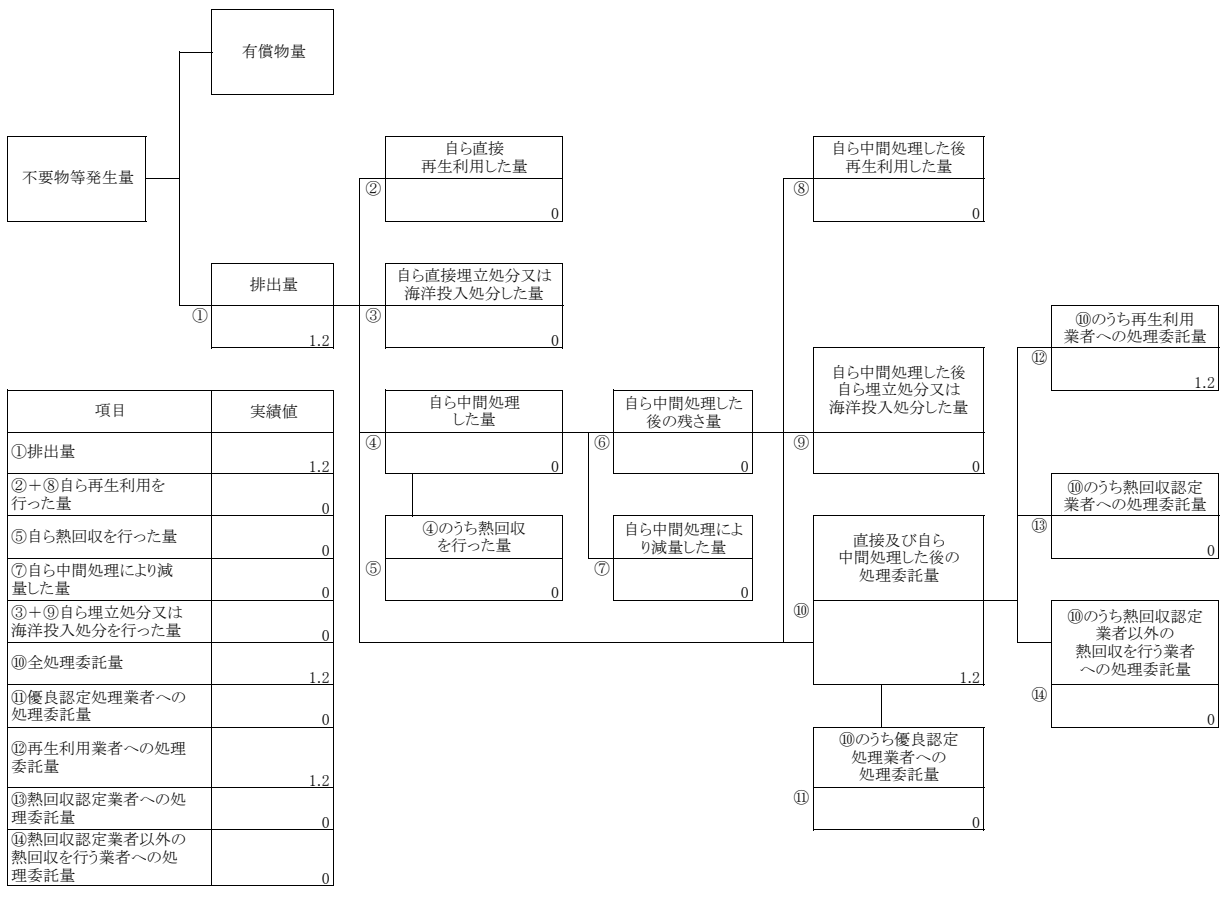 有償物量
不要物等発生量
排出量
①
1.2
自ら直接
再生利用した量
②
0
自ら直接埋立処分又は
海洋投入処分した量
③
0
自ら中間処理
した量
④
0
④のうち熱回収
を行った量
⑤
0
自ら中間処理した
後の残さ量
⑥
0
自ら中間処理によ
り減量した量
⑦
0
自ら中間処理した後
再生利用した量
⑧
0
自ら中間処理した後
自ら埋立処分又は
海洋投入処分した量
⑨
0
直接及び自ら
中間処理した後の
処理委託量
⑩
1.2
⑩のうち優良認定
処理業者への
処理委託量
⑪
0
⑩のうち再生利用
業者への処理委託量
⑫
1.2
⑩のうち熱回収認定
業者への処理委託量
⑬
0
⑩のうち熱回収認定
業者以外の
熱回収を行う業者
への処理委託量
⑭
0
項目 実績値
①排出量
1.2
②＋⑧自ら再生利用を
行った量
0
⑤自ら熱回収を行った量
0
⑦自ら中間処理により減
量した量
0
③＋⑨自ら埋立処分又は
海洋投入処分を行った量
0
⑩全処理委託量
1.2
⑪優良認定処理業者への
処理委託量
0
⑫再生利用業者への処理
委託量
1.2
⑬熱回収認定業者への処
理委託量
0
⑭熱回収認定業者以外の
熱回収を行う業者への処
理委託量
0